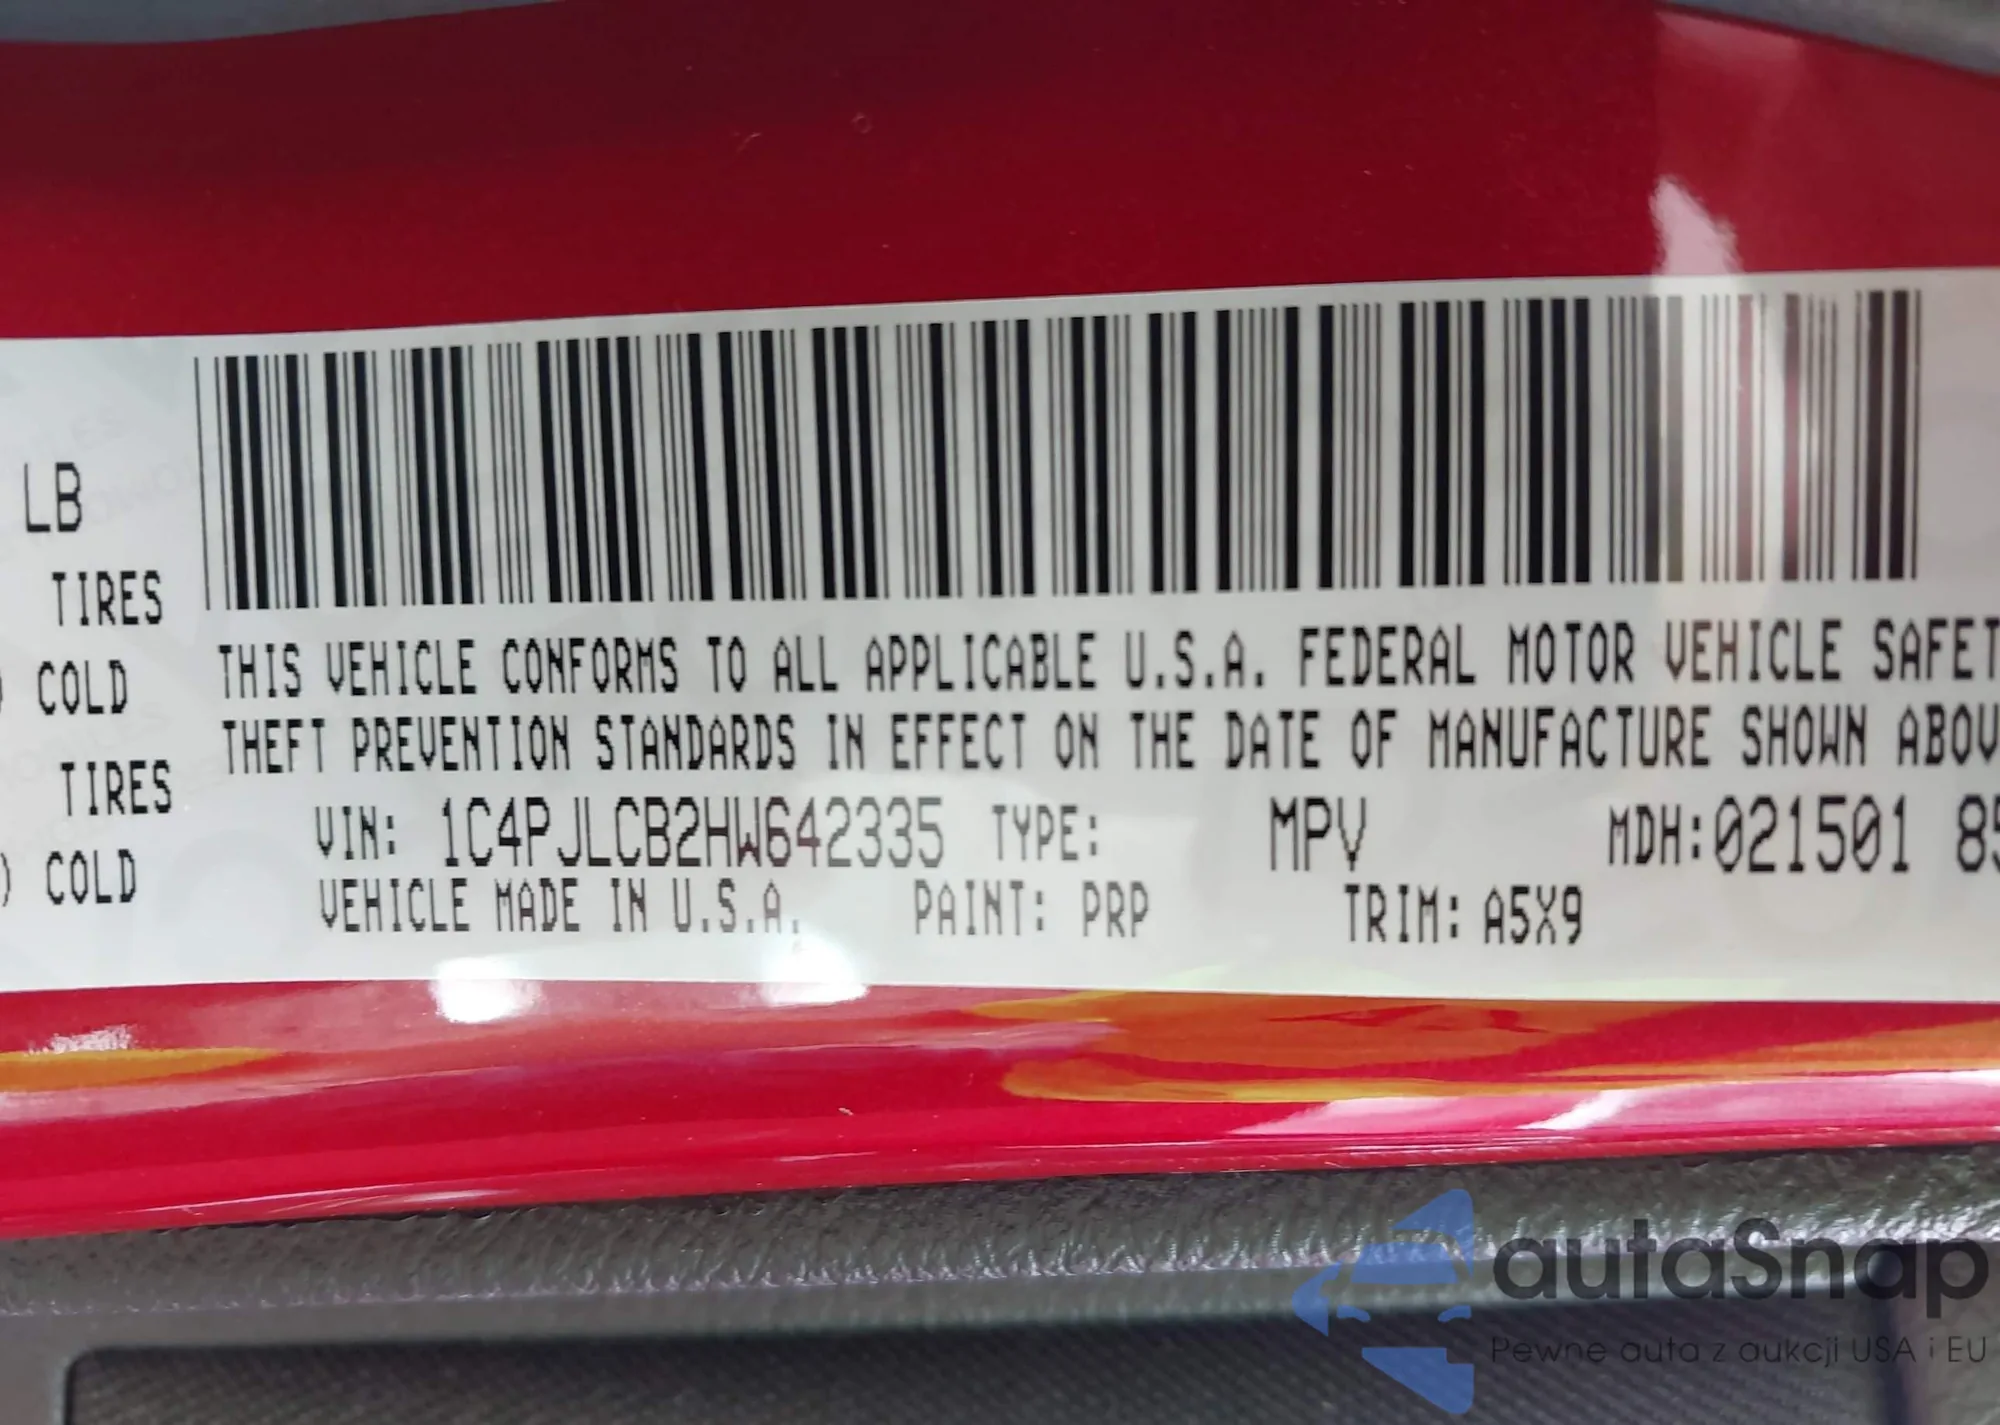 LB
TIRES
) COLD
TIRES
) COLD
THIS VEHICLE CONFORMS TO ALL APPLICABLE U.S.A. FEDERAL MOTOR VEHICLE SAFET
THEFT PREVENTION STANDARDS IN EFFECT ON THE DATE OF MANUFACTURE SHOWN ABOV
VIN: 1C4PJLCB2HW642335 TYPE: MPV MDH:021501 85
VEHICLE MADE IN U.S.A. PAINT: PRP TRIM: A5X9
autaSnap
Pewne auta z aukcji USA i EU